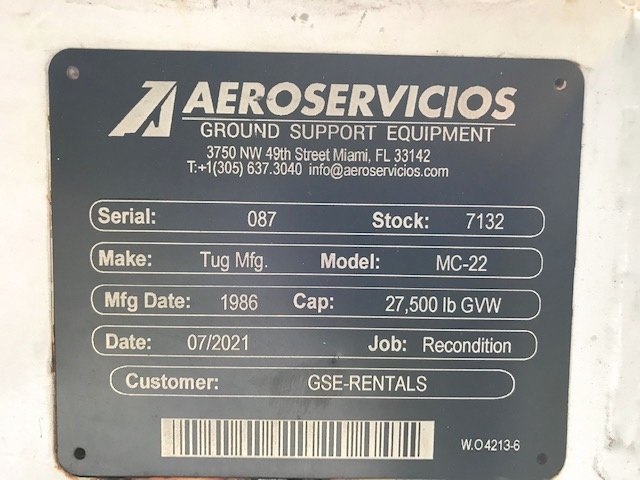 AEROSERVICIOS
GROUND SUPPORT EQUIPMENT
3750 NW 49th Street Miami, FL 33142
T:+1(305) 637.3040 info@aeroservicios.com
Serial: 087 Stock: 7132
Make: Tug Mfg. Model: MC-22
Mfg Date: 1986 Cap: 27,500 lb GVW
Date: 07/2021 Job: Recondition
Customer: GSE-RENTALS
W.O 4213-6